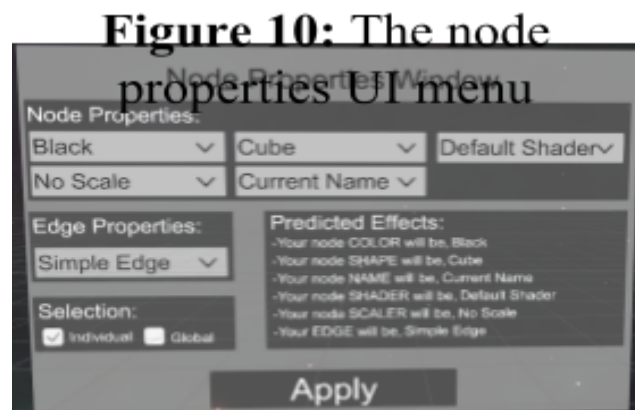 Figure 10: The node
properties UI menu
Node Properties Window
Node Properties:
Black Cube Default Shader
No Scale Current Name
Edge Properties:
Simple Edge
Selection:
Individual Global
Predicted Effects:
-Your node COLOR will be, Black
-Your node SHAPE will be, Cube
-Your node NAME will be, Current Name
-Your node SHADER will be, Default Shader
-Your node SCALER will be, No Scale
-Your EDGE will be, Simple Edge
Apply